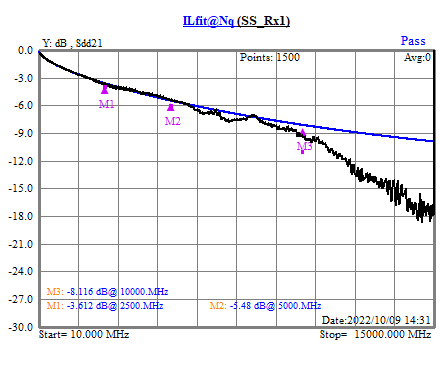 ILfit@Nq (SS_Rx1)
Y: dB , Sdd21
Pass
0.0
Points: 1500
Avg:0
-3.0
M1
-6.0
M2
-9.0
M3
-12.0
-15.0
-18.0
-21.0
-24.0
M3: -8.116 dB@ 10000.MHz
M1: -3.612 dB@ 2500.MHz
M2: -5.48 dB@ 5000.MHz
-27.0
Date:2022/10/09 14:31
-30.0
Start= 10.000 MHz
Stop= 15000.000 MHz